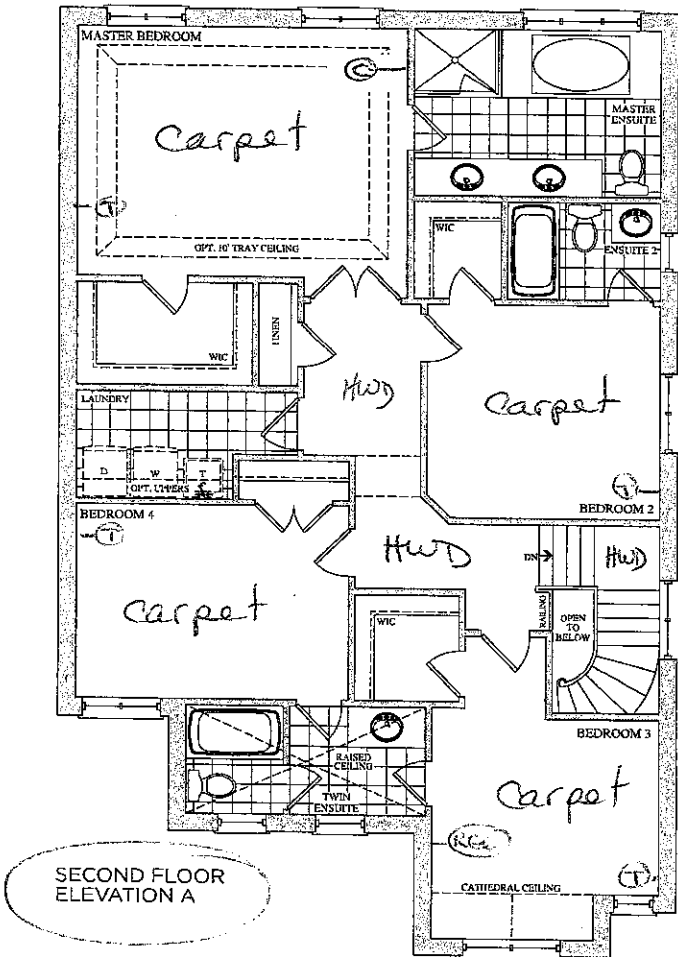 MASTER BEDROOM
C
Carpet
MASTER
ENSUITE
T
OPT. 10' TRAY CEILING
WIC
ENSUITE 2
WIC
LINEN
HWD
Carpet
LAUNDRY
D
W
T
OPT. UPPERS
T
BEDROOM 2
BEDROOM 4
T
HWD
DN
HWD
Carpet
RAILING
OPEN
TO
BELOW
WIC
BEDROOM 3
RAISED
CEILING
TWIN
ENSUITE
Carpet
T
CATHEDRAL CEILING
SECOND FLOOR
ELEVATION A